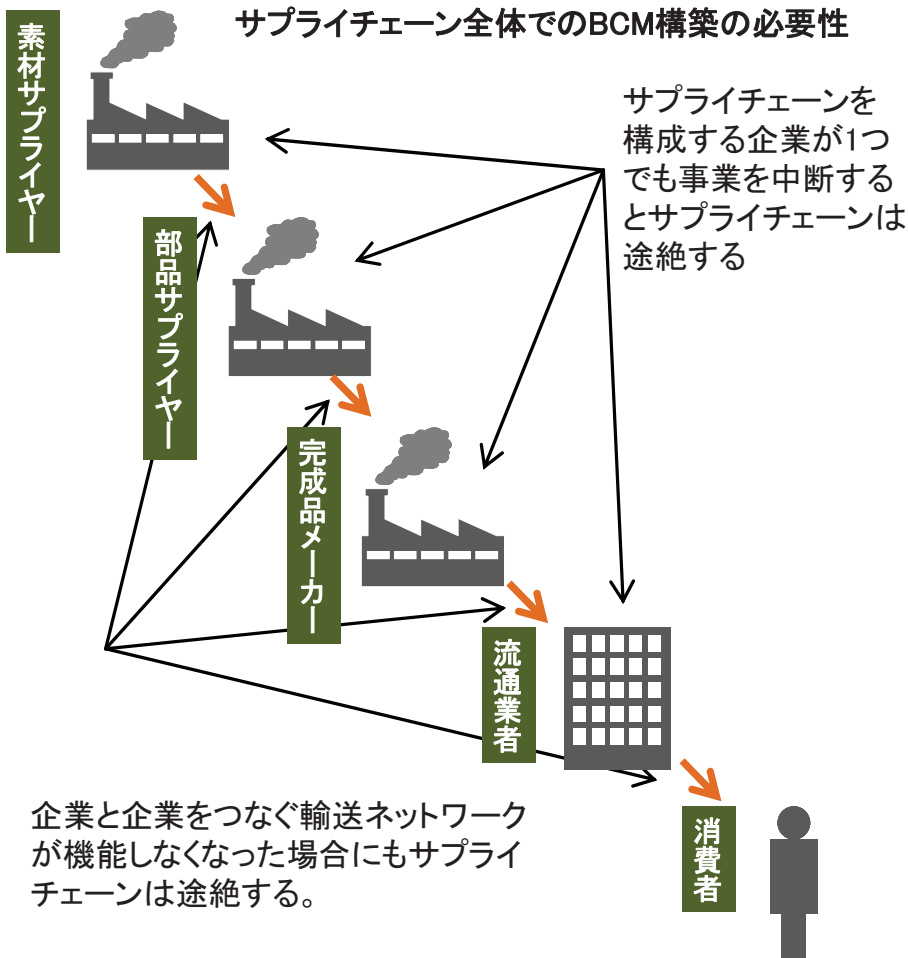 サプライチェーン全体でのBCM構築の必要性
素材サプライヤー
サプライチェーンを
構成する企業が1つ
でも事業を中断する
とサプライチェーンは
途絶する
部品サプライヤー
完成品メーカー
流通業者
企業と企業をつなぐ輸送ネットワーク
が機能しなくなった場合にもサプライ
チェーンは途絶する。
消費者